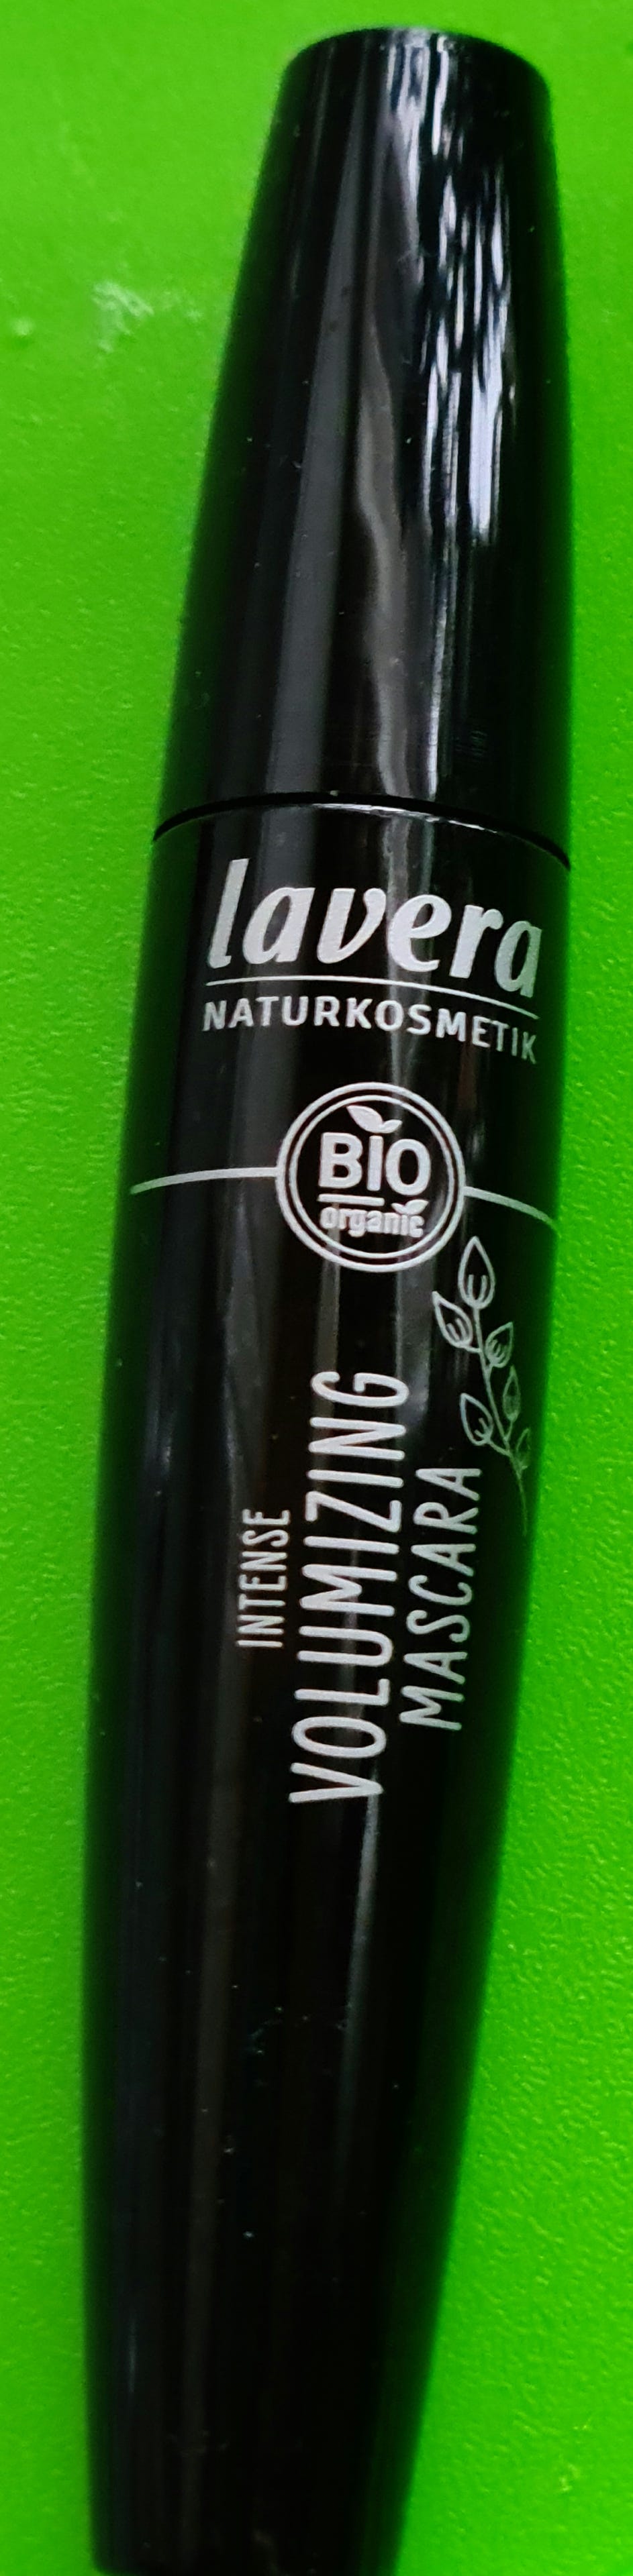 lavera
NATURKOSMETIK
BIO
organic
INTENSE
VOLUMIZING
MASCARA